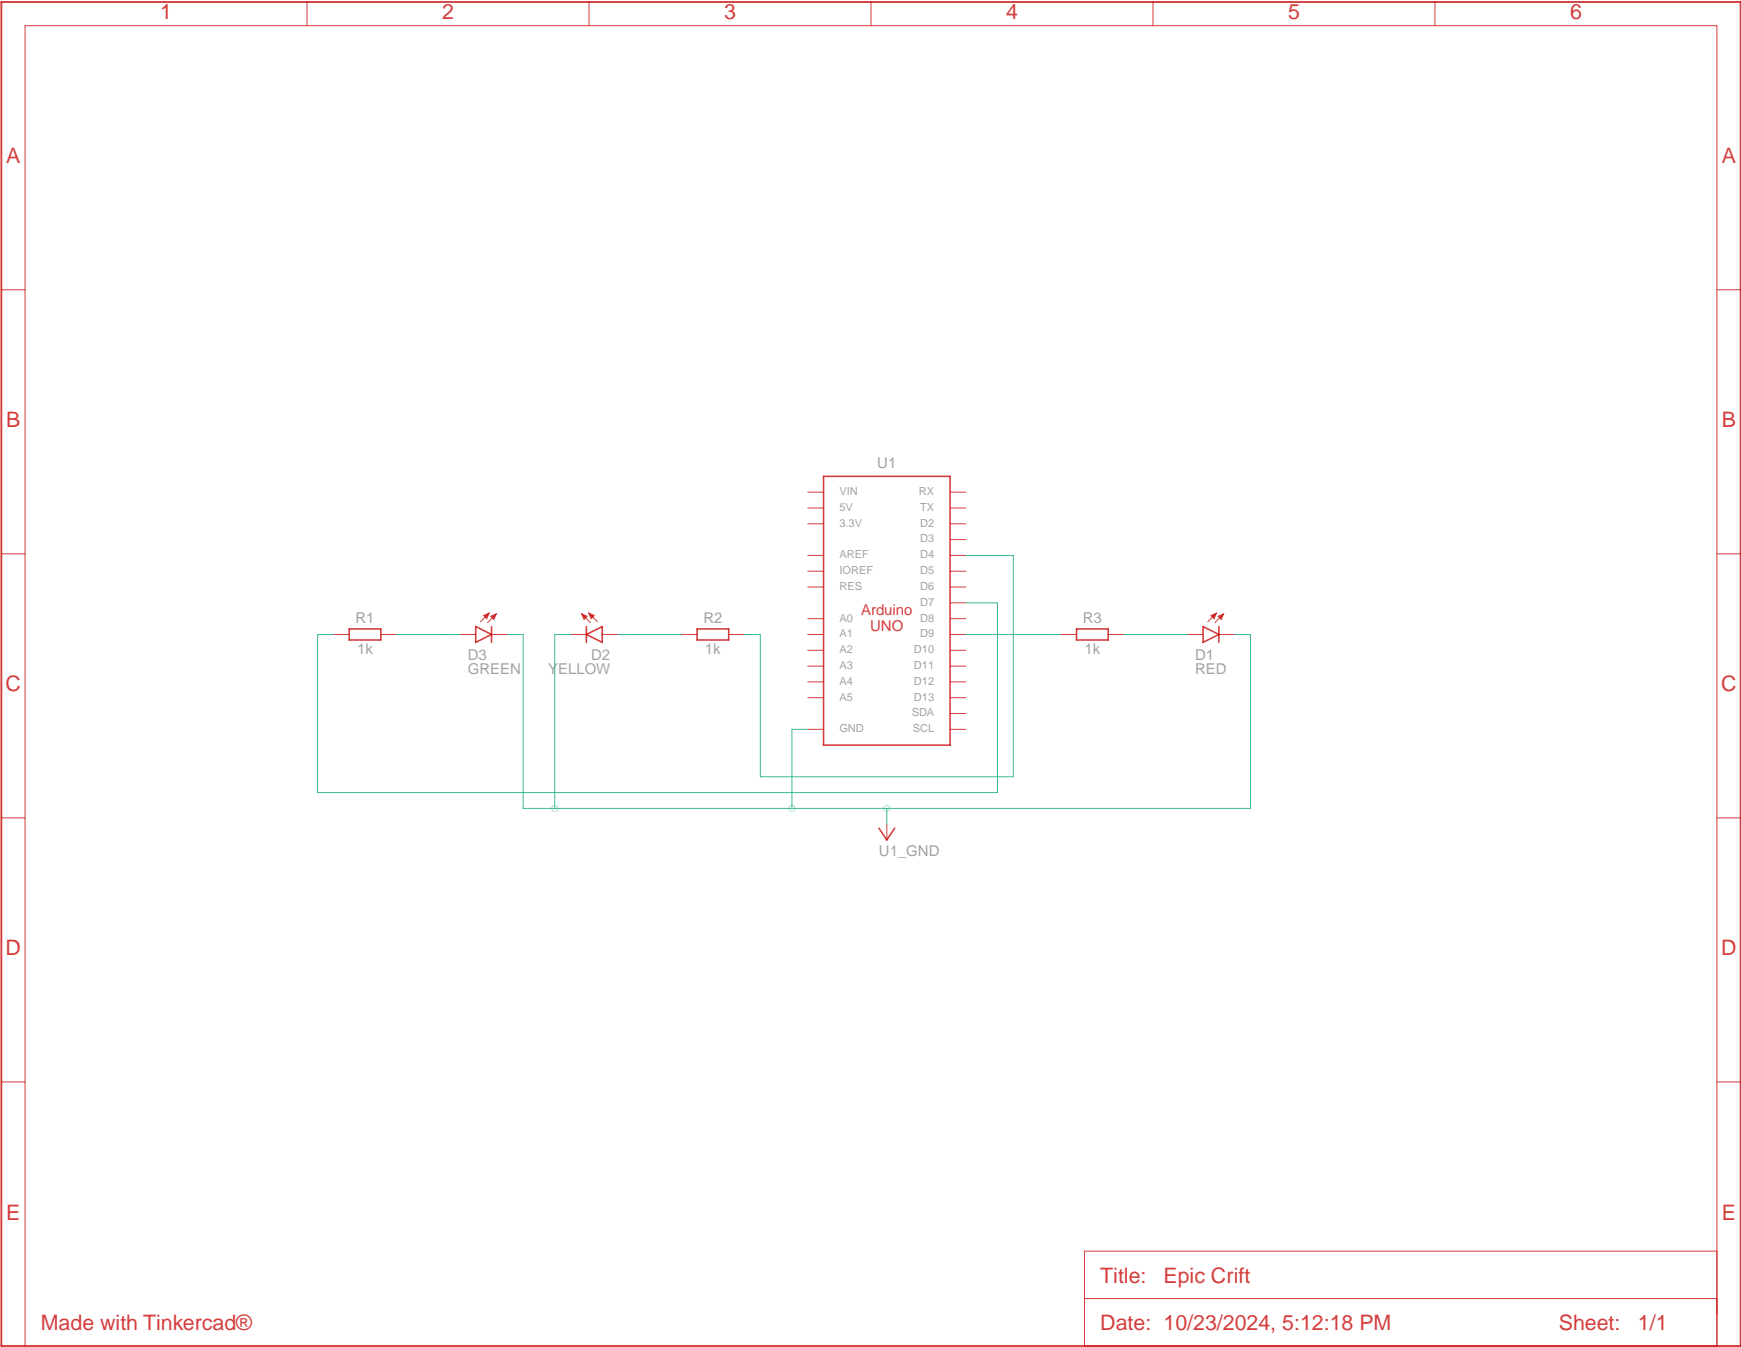 1 2 3 4 5 6
A A
B B
U1
VIN RX
5V TX
3.3V D2
D3
AREF D4
IOREF D5
RES D6
D7
Arduino
UNO
A0 D8
A1 D9
A2 D10
A3 D11
A4 D12
A5 D13
SDA
GND SCL
R1
1k
D3
GREEN
D2
YELLOW
R2
1k
R3
1k
D1
RED
C C
U1_GND
D D
E E
Title: Epic Crift
Date: 10/23/2024, 5:12:18 PM Sheet: 1/1
Made with Tinkercad®